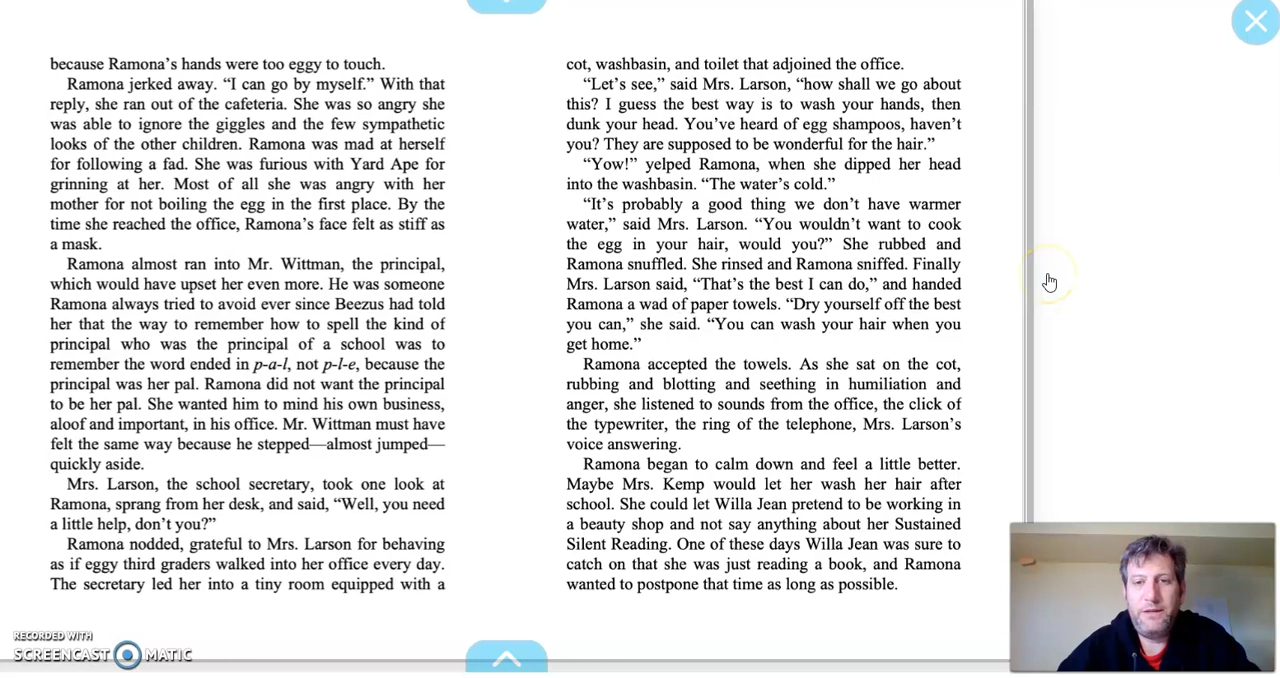 because Ramona’s hands were too eggy to touch.
Ramona jerked away. “I can go by myself.” With that
reply, she ran out of the cafeteria. She was so angry she
was able to ignore the giggles and the few sympathetic
looks of the other children. Ramona was mad at herself
for following a fad. She was furious with Yard Ape for
grinning at her. Most of all she was angry with her
mother for not boiling the egg in the first place. By the
time she reached the office, Ramona’s face felt as stiff as
a mask.
Ramona almost ran into Mr. Wittman, the principal,
which would have upset her even more. He was someone
Ramona always tried to avoid ever since Beezus had told
her that the way to remember how to spell the kind of
principal who was the principal of a school was to
remember the word ended in p-a-l, not p-l-e, because the
principal was her pal. Ramona did not want the principal
to be her pal. She wanted him to mind his own business,
aloof and important, in his office. Mr. Wittman must have
felt the same way because he stepped—almost jumped—
quickly aside.
Mrs. Larson, the school secretary, took one look at
Ramona, sprang from her desk, and said, “Well, you need
a little help, don’t you?”
Ramona nodded, grateful to Mrs. Larson for behaving
as if eggy third graders walked into her office every day.
The secretary led her into a tiny room equipped with a
cot, washbasin, and toilet that adjoined the office.
“Let’s see,” said Mrs. Larson, “how shall we go about
this? I guess the best way is to wash your hands, then
dunk your head. You’ve heard of egg shampoos, haven’t
you? They are supposed to be wonderful for the hair.”
“Yow!” yelped Ramona, when she dipped her head
into the washbasin. “The water’s cold.”
“It’s probably a good thing we don’t have warmer
water,” said Mrs. Larson. “You wouldn’t want to cook
the egg in your hair, would you?” She rubbed and
Ramona snuffled. She rinsed and Ramona sniffed. Finally
Mrs. Larson said, “That’s the best I can do,” and handed
Ramona a wad of paper towels. “Dry yourself off the best
you can,” she said. “You can wash your hair when you
get home.”
Ramona accepted the towels. As she sat on the cot,
rubbing and blotting and seething in humiliation and
anger, she listened to sounds from the office, the click of
the typewriter, the ring of the telephone, Mrs. Larson’s
voice answering.
Ramona began to calm down and feel a little better.
Maybe Mrs. Kemp would let her wash her hair after
school. She could let Willa Jean pretend to be working in
a beauty shop and not say anything about her Sustained
Silent Reading. One of these days Willa Jean was sure to
catch on that she was just reading a book, and Ramona
wanted to postpone that time as long as possible.
RECORDED WITH
SCREENCAST MATIC